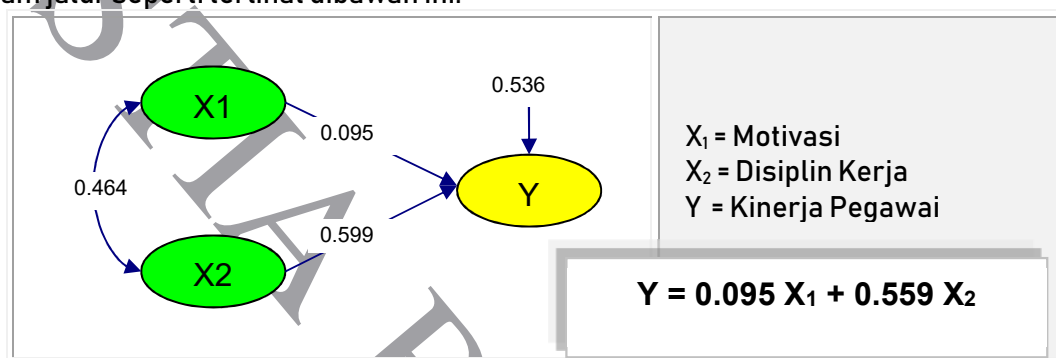 X1
0.536
0.095
X₁ = Motivasi
X₂ = Disiplin Kerja
Y = Kinerja Pegawai
0.464
Y
0.599
X2
Y = 0.095 X₁ + 0.559 X₂